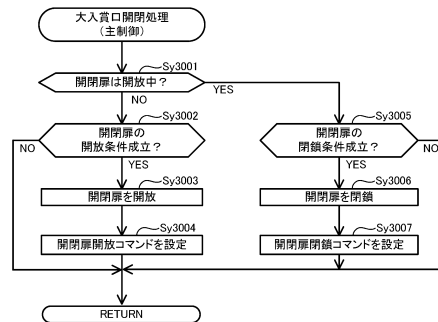 大入賞口開閉処理
(主制御)
Sy3001
開閉扉は開放中？
YES
NO
Sy3002
開閉扉の
開放条件成立？
NO
YES
Sy3003
開閉扉を開放
Sy3004
開閉扉開放コマンドを設定
Sy3005
開閉扉の
閉鎖条件成立？
NO
YES
Sy3006
開閉扉を閉鎖
Sy3007
開閉扉閉鎖コマンドを設定
RETURN